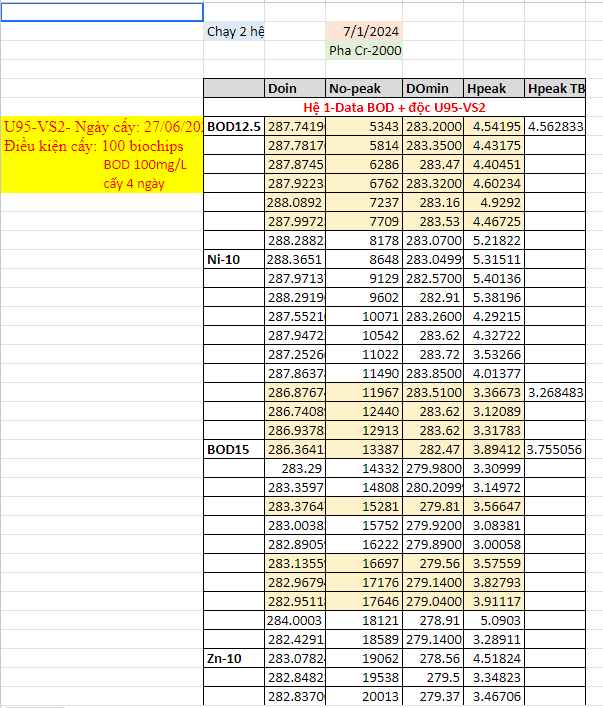 Chạy 2 hệ 7/1/2024
Pha Cr-2000
Doin No-peak DOmin Hpeak Hpeak TB
Hệ 1-Data BOD + độc U95-VS2
U95-VS2- Ngày cấy: 27/06/202 BOD12.5 287.7419 5343 283.2000 4.54195 4.562833
Điều kiện cấy: 100 biochips 287.7817 5814 283.3500 4.43175
BOD 100mg/L 287.8745 6286 283.47 4.40451
cấy 4 ngày 287.9223 6762 283.3200 4.60234
288.0892 7237 283.16 4.9292
287.9972 7709 283.53 4.46725
288.2882 8178 283.0700 5.21822
Ni-10 288.3651 8648 283.0499 5.31511
287.9713 9129 282.5700 5.40136
288.2919 9602 282.91 5.38196
287.5521 10071 283.2600 4.29215
287.9472 10542 283.62 4.32722
287.2526 11022 283.72 3.53266
287.8637 11490 283.8500 4.01377
286.8767 11967 283.5100 3.36673 3.268483
286.7408 12440 283.62 3.12089
286.9378 12913 283.62 3.31783
BOD15 286.3641 13387 282.47 3.89412 3.755056
283.29 14332 279.9800 3.30999
283.3597 14808 280.2099 3.14972
283.3764 15281 279.81 3.56647
283.0038 15752 279.9200 3.08381
282.8905 16222 279.8900 3.00058
283.1355 16697 279.56 3.57559
282.9679 17176 279.1400 3.82793
282.9511 17646 279.0400 3.91117
284.0003 18121 278.91 5.0903
282.4291 18589 279.1400 3.28911
Zn-10 283.0782 19062 278.56 4.51824
282.8482 19538 279.5 3.34823
282.8370 20013 279.37 3.46706